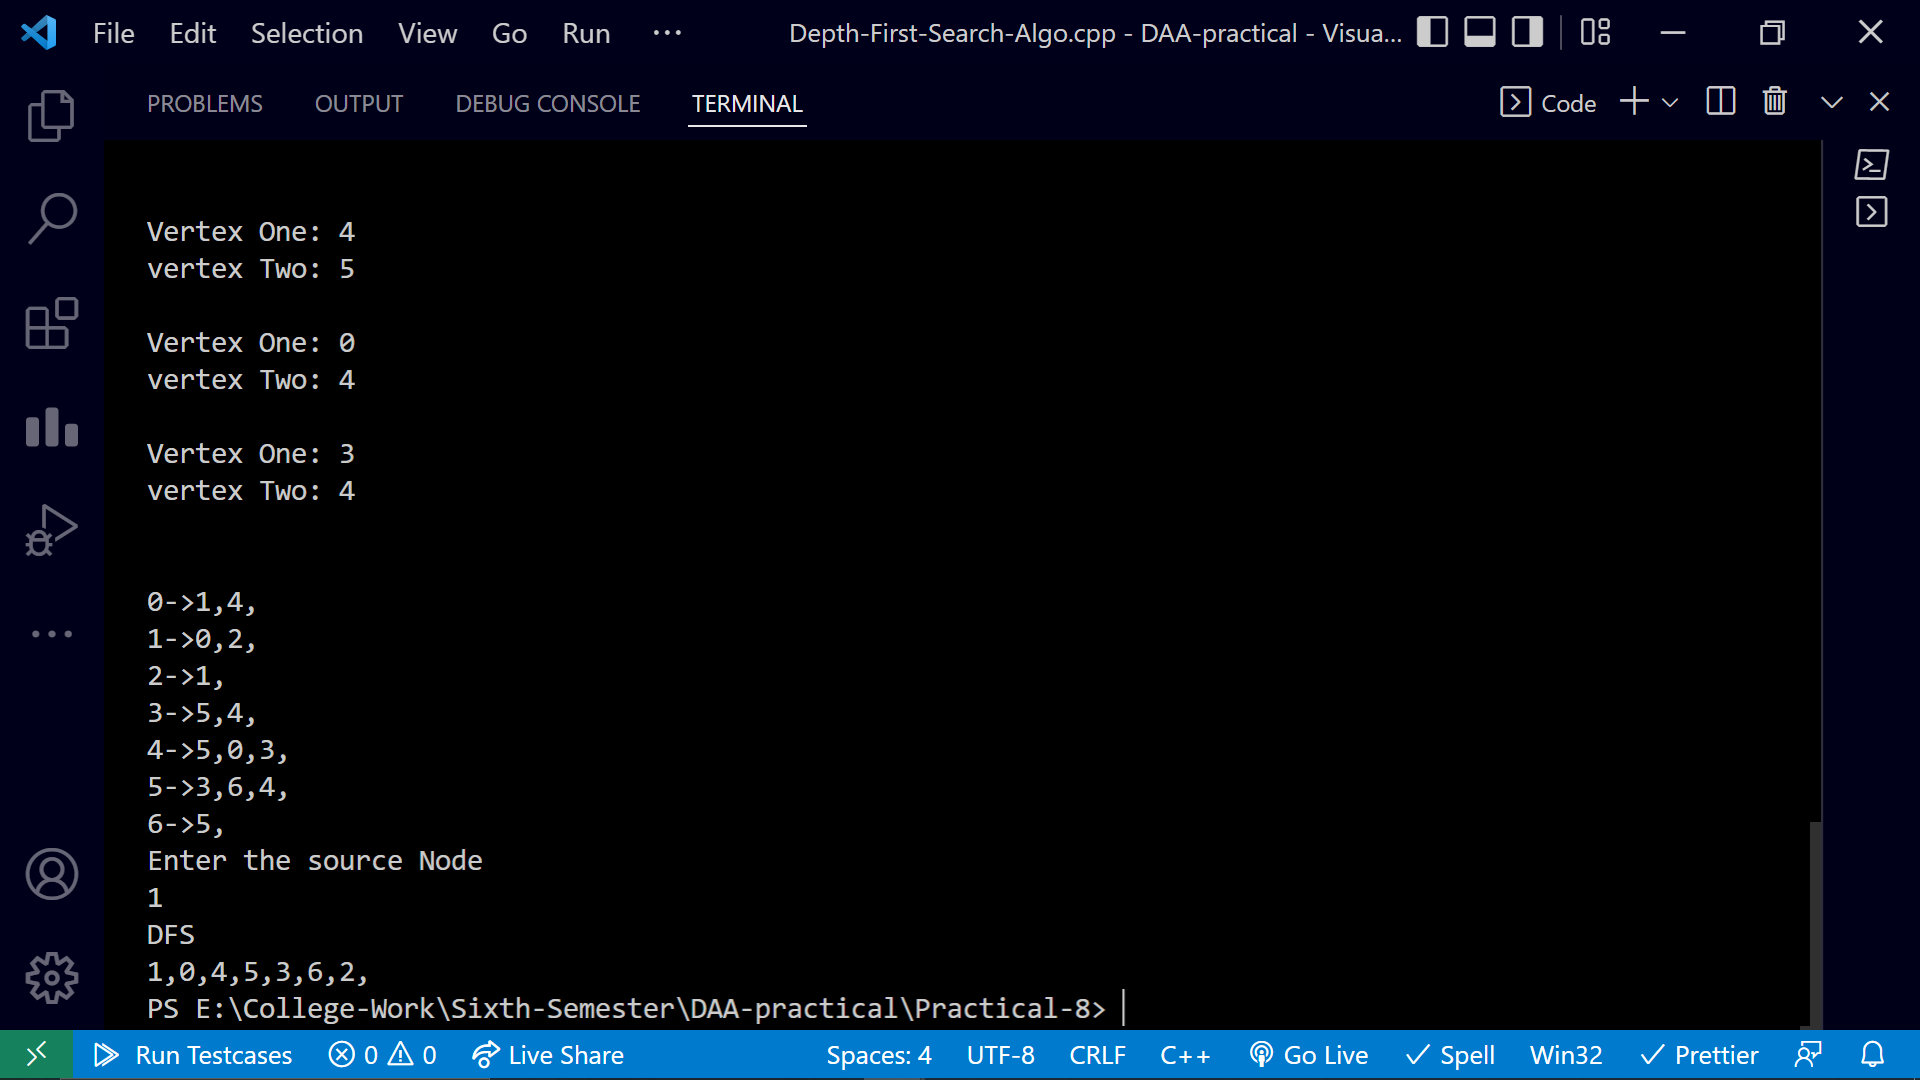 File Edit Selection View Go Run ··· Depth-First-Search-Algo.cpp - DAA-practical - Visua...
PROBLEMS OUTPUT DEBUG CONSOLE TERMINAL Code
Vertex One: 4
vertex Two: 5
Vertex One: 0
vertex Two: 4
Vertex One: 3
vertex Two: 4
0->1,4,
1->0,2,
2->1,
3->5,4,
4->5,0,3,
5->3,6,4,
6->5,
Enter the source Node
1
DFS
1,0,4,5,3,6,2,
PS E:\College-Work\Sixth-Semester\DAA-practical\Practical-8>
Run Testcases 0 0 Live Share Spaces: 4 UTF-8 CRLF C++ Go Live Spell Win32 Prettier